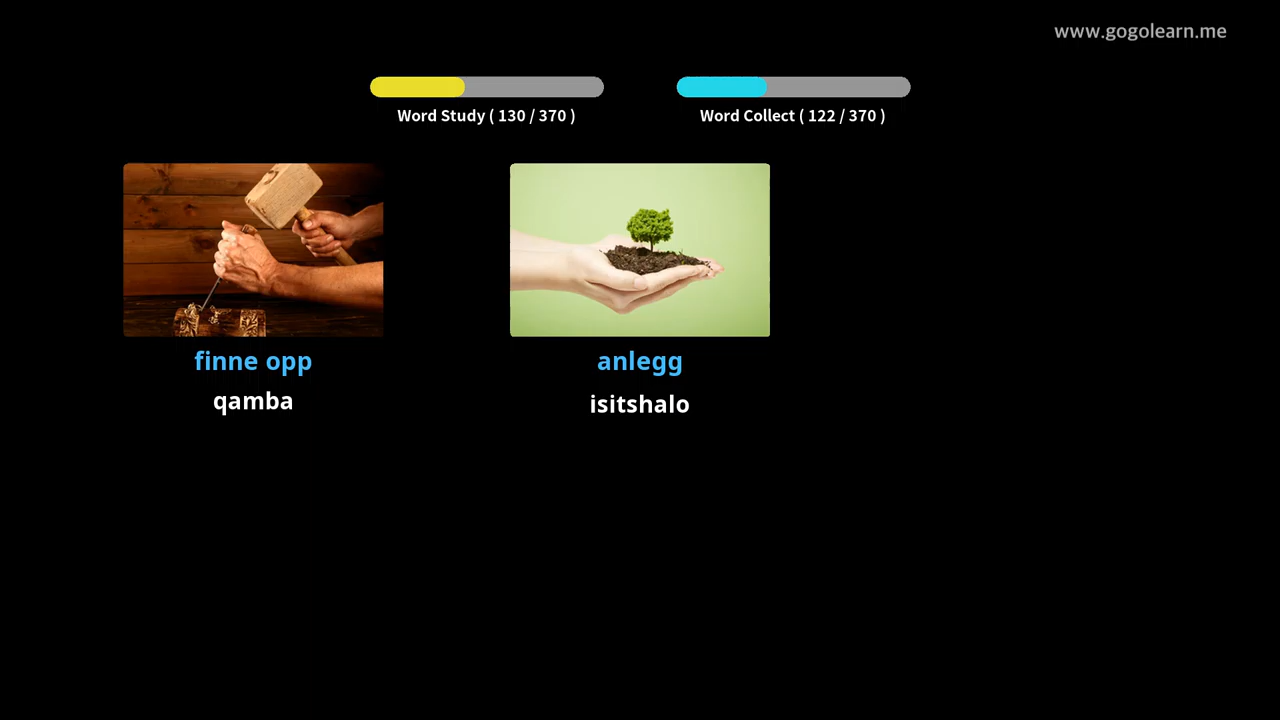 www.gogolearn.me
Word Study ( 130 / 370 )
Word Collect ( 122 / 370 )
finne opp
qamba
anlegg
isitshalo